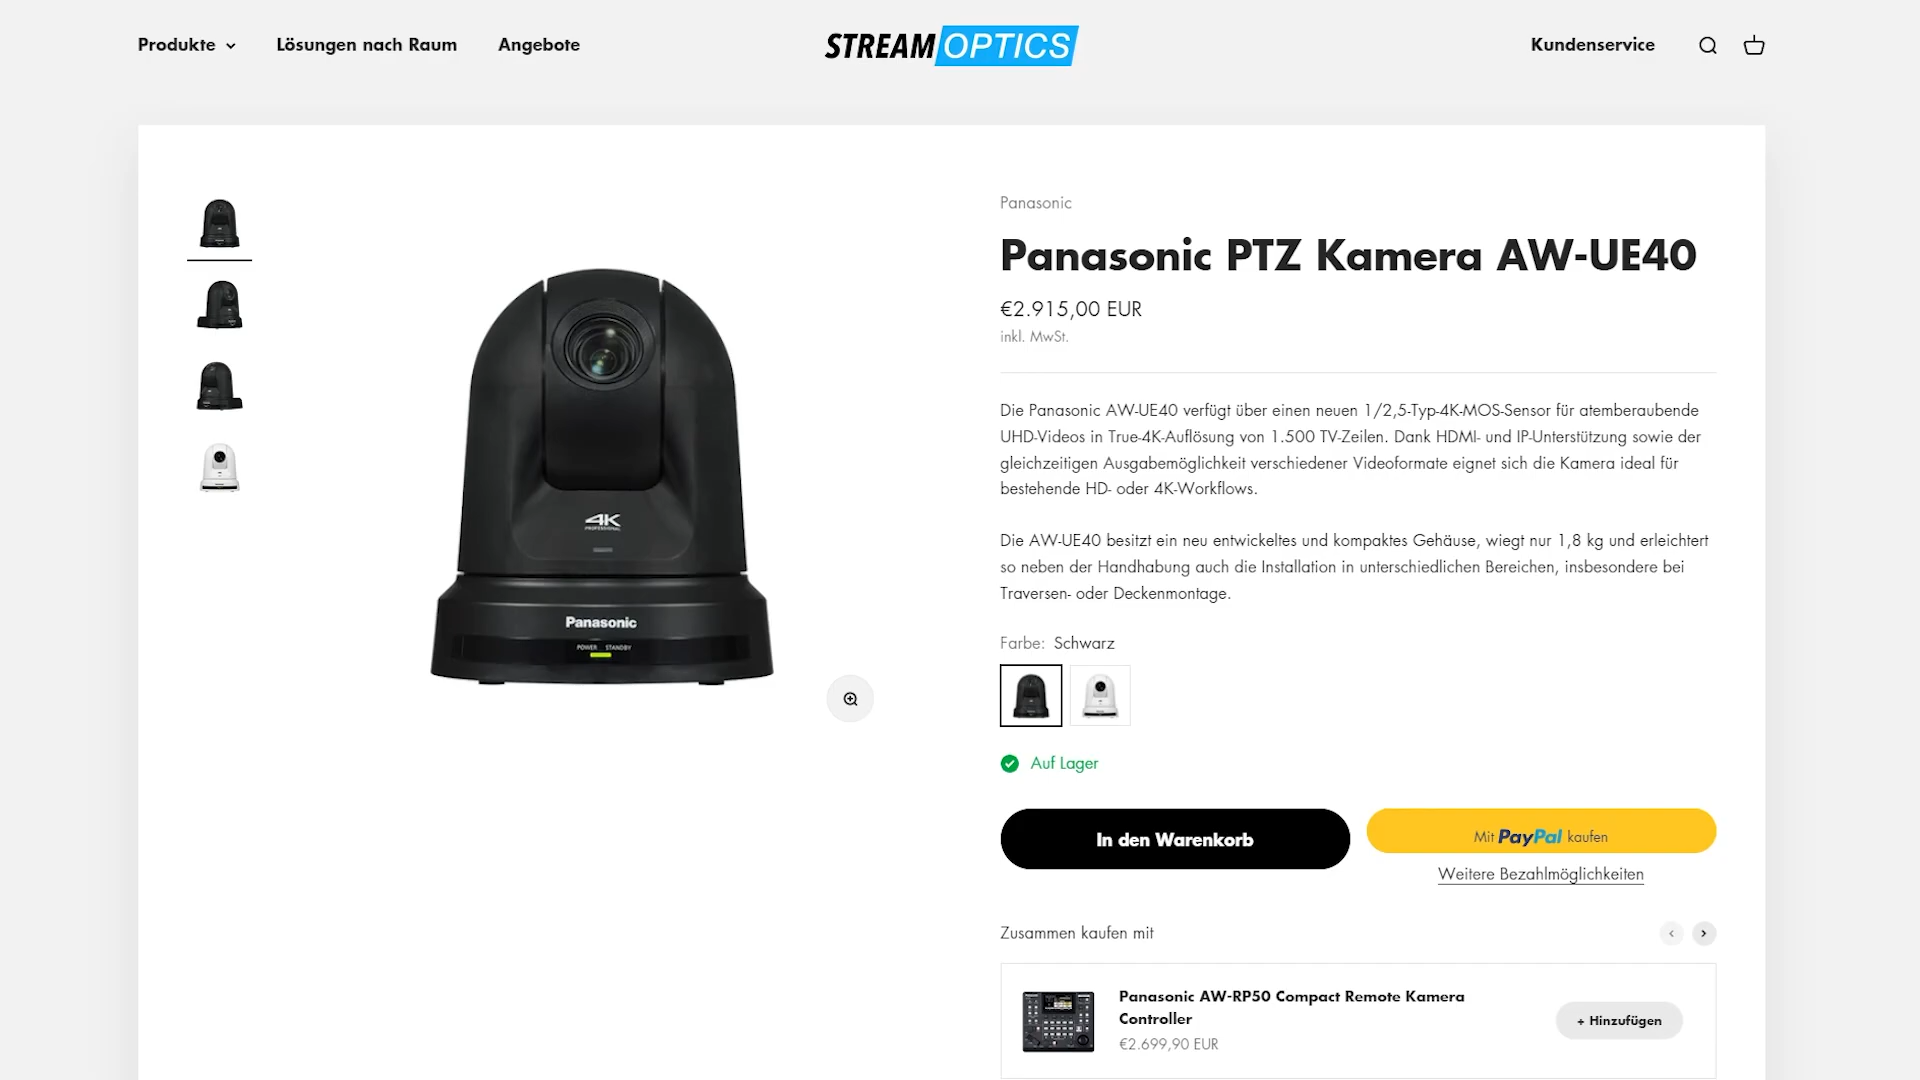 Produkte
Lösungen nach Raum
Angebote
STREAM OPTICS
Kundenservice
Panasonic
Panasonic PTZ Kamera AW-UE40
€2.915,00 EUR
inkl. MwSt.
Die Panasonic AW-UE40 verfügt über einen neuen 1/2,5-Typ-4K-MOS-Sensor für atemberaubende
UHD-Videos in True-4K-Auflösung von 1.500 TV-Zeilen. Dank HDMI- und IP-Unterstützung sowie der
gleichzeitigen Ausgabemöglichkeit verschiedener Videoformate eignet sich die Kamera ideal für
bestehende HD- oder 4K-Workflows.
Die AW-UE40 besitzt ein neu entwickeltes und kompaktes Gehäuse, wiegt nur 1,8 kg und erleichtert
so neben der Handhabung auch die Installation in unterschiedlichen Bereichen, insbesondere bei
Traversen- oder Deckenmontage.
4K
PROFESSIONAL
Panasonic
POWER STANDBY
Farbe: Schwarz
Auf Lager
In den Warenkorb
Mit PayPal kaufen
Weitere Bezahlmöglichkeiten
Zusammen kaufen mit
Panasonic AW-RP50 Compact Remote Kamera
Controller
€2.699,90 EUR
+ Hinzufügen